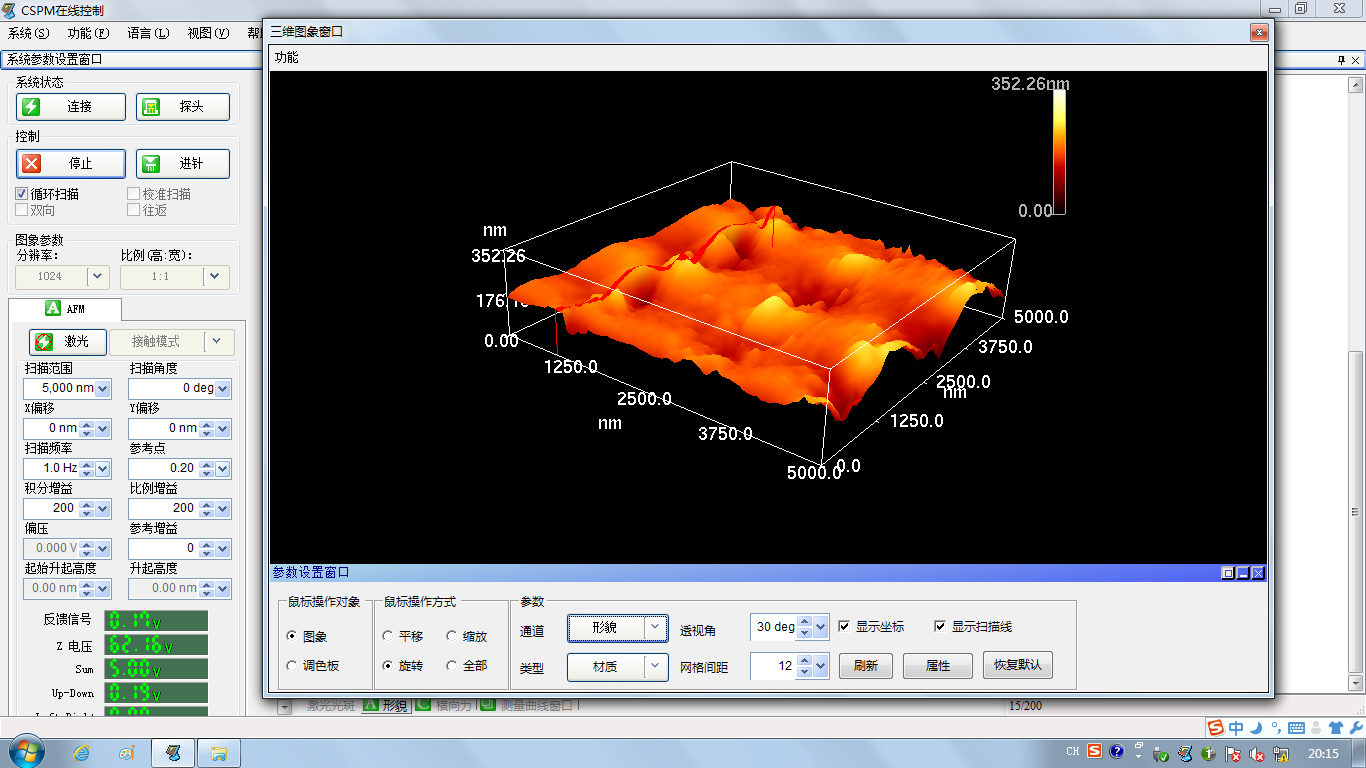 CSPM在线控制
系统(S) 功能(F) 语言(L) 视图(V) 帮
系统参数设置窗口
系统状态
连接 探头
控制
停止 进针
循环扫描 校准扫描
双向 往返
图象参数
分辨率: 比例(高:宽):
1024 1:1
AFM
激光 接触模式
扫描范围 扫描角度
5,000 nm 0 deg
X偏移 Y偏移
0 nm 0 nm
扫描频率 参考点
1.0 Hz 0.20
积分增益 比例增益
200 200
偏压 参考增益
0.000 V 0
起始升起高度 升起高度
0.00 nm 0.00 nm
反馈信号 0.17V
Z 电压 62.16V
Sum 5.00V
Up-Down 0.19V
三维图象窗口
功能
352.26nm
0.00
nm
352.26
0.00
1250.0
2500.0
nm
3750.0
5000.0
0.0
1250.0
2500.0
nm
3750.0
5000.0
参数设置窗口
鼠标操作对象 鼠标操作方式 参数
图象 平移 缩放 通道 形貌 透视角 30 deg 显示坐标 显示扫描线
调色板 旋转 全部 类型 材质 网格间距 12 刷新 属性 恢复默认
激光光斑 形貌 横向力 测量曲线窗口 15/200
中
CH 20:15